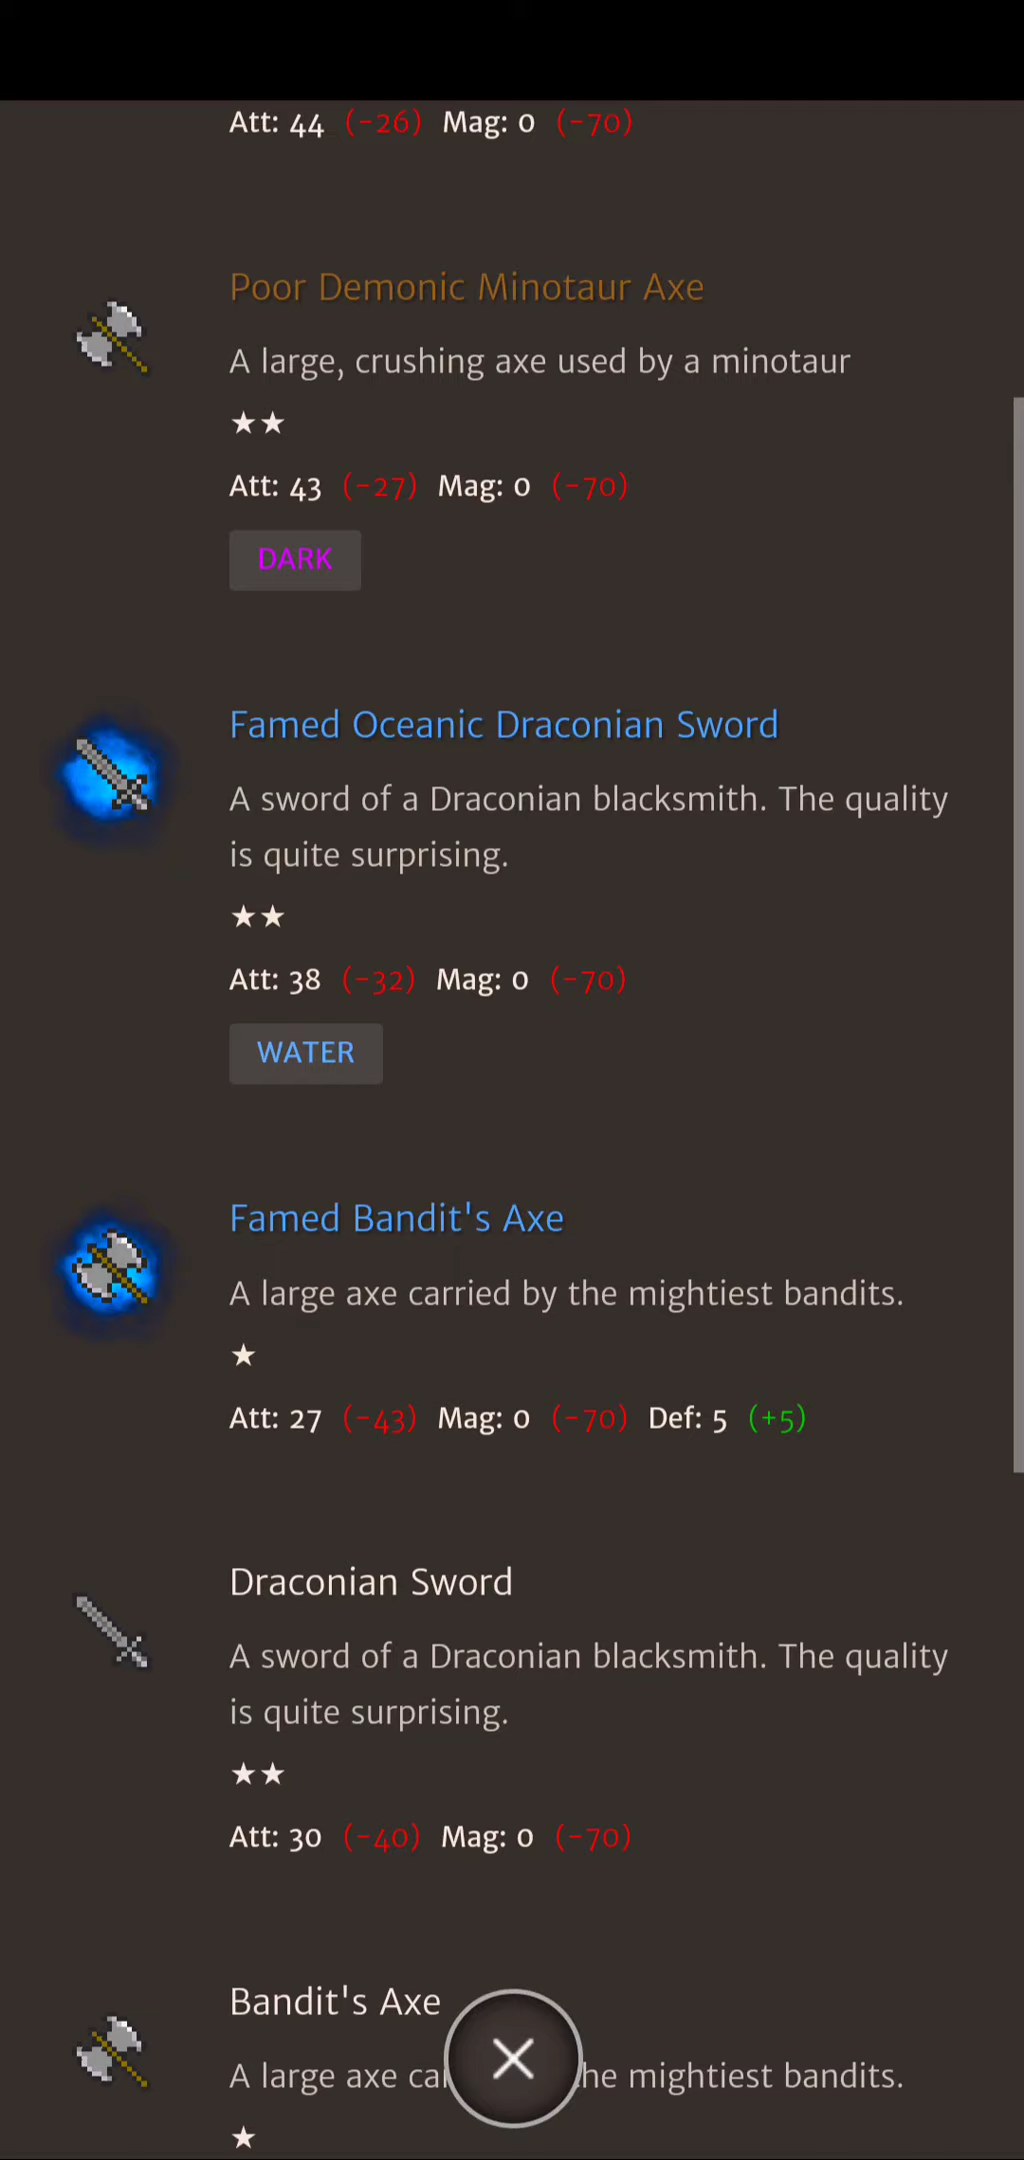 Att: 44 (-26) Mag: 0 (-70)
Poor Demonic Minotaur Axe
A large, crushing axe used by a minotaur
★★
Att: 43 (-27) Mag: 0 (-70)
DARK
Famed Oceanic Draconian Sword
A sword of a Draconian blacksmith. The quality
is quite surprising.
★★
Att: 38 (-32) Mag: 0 (-70)
WATER
Famed Bandit's Axe
A large axe carried by the mightiest bandits.
★
Att: 27 (-43) Mag: 0 (-70) Def: 5 (+5)
Draconian Sword
A sword of a Draconian blacksmith. The quality
is quite surprising.
★★
Att: 30 (-40) Mag: 0 (-70)
Bandit's Axe
A large axe mightiest bandits.
★